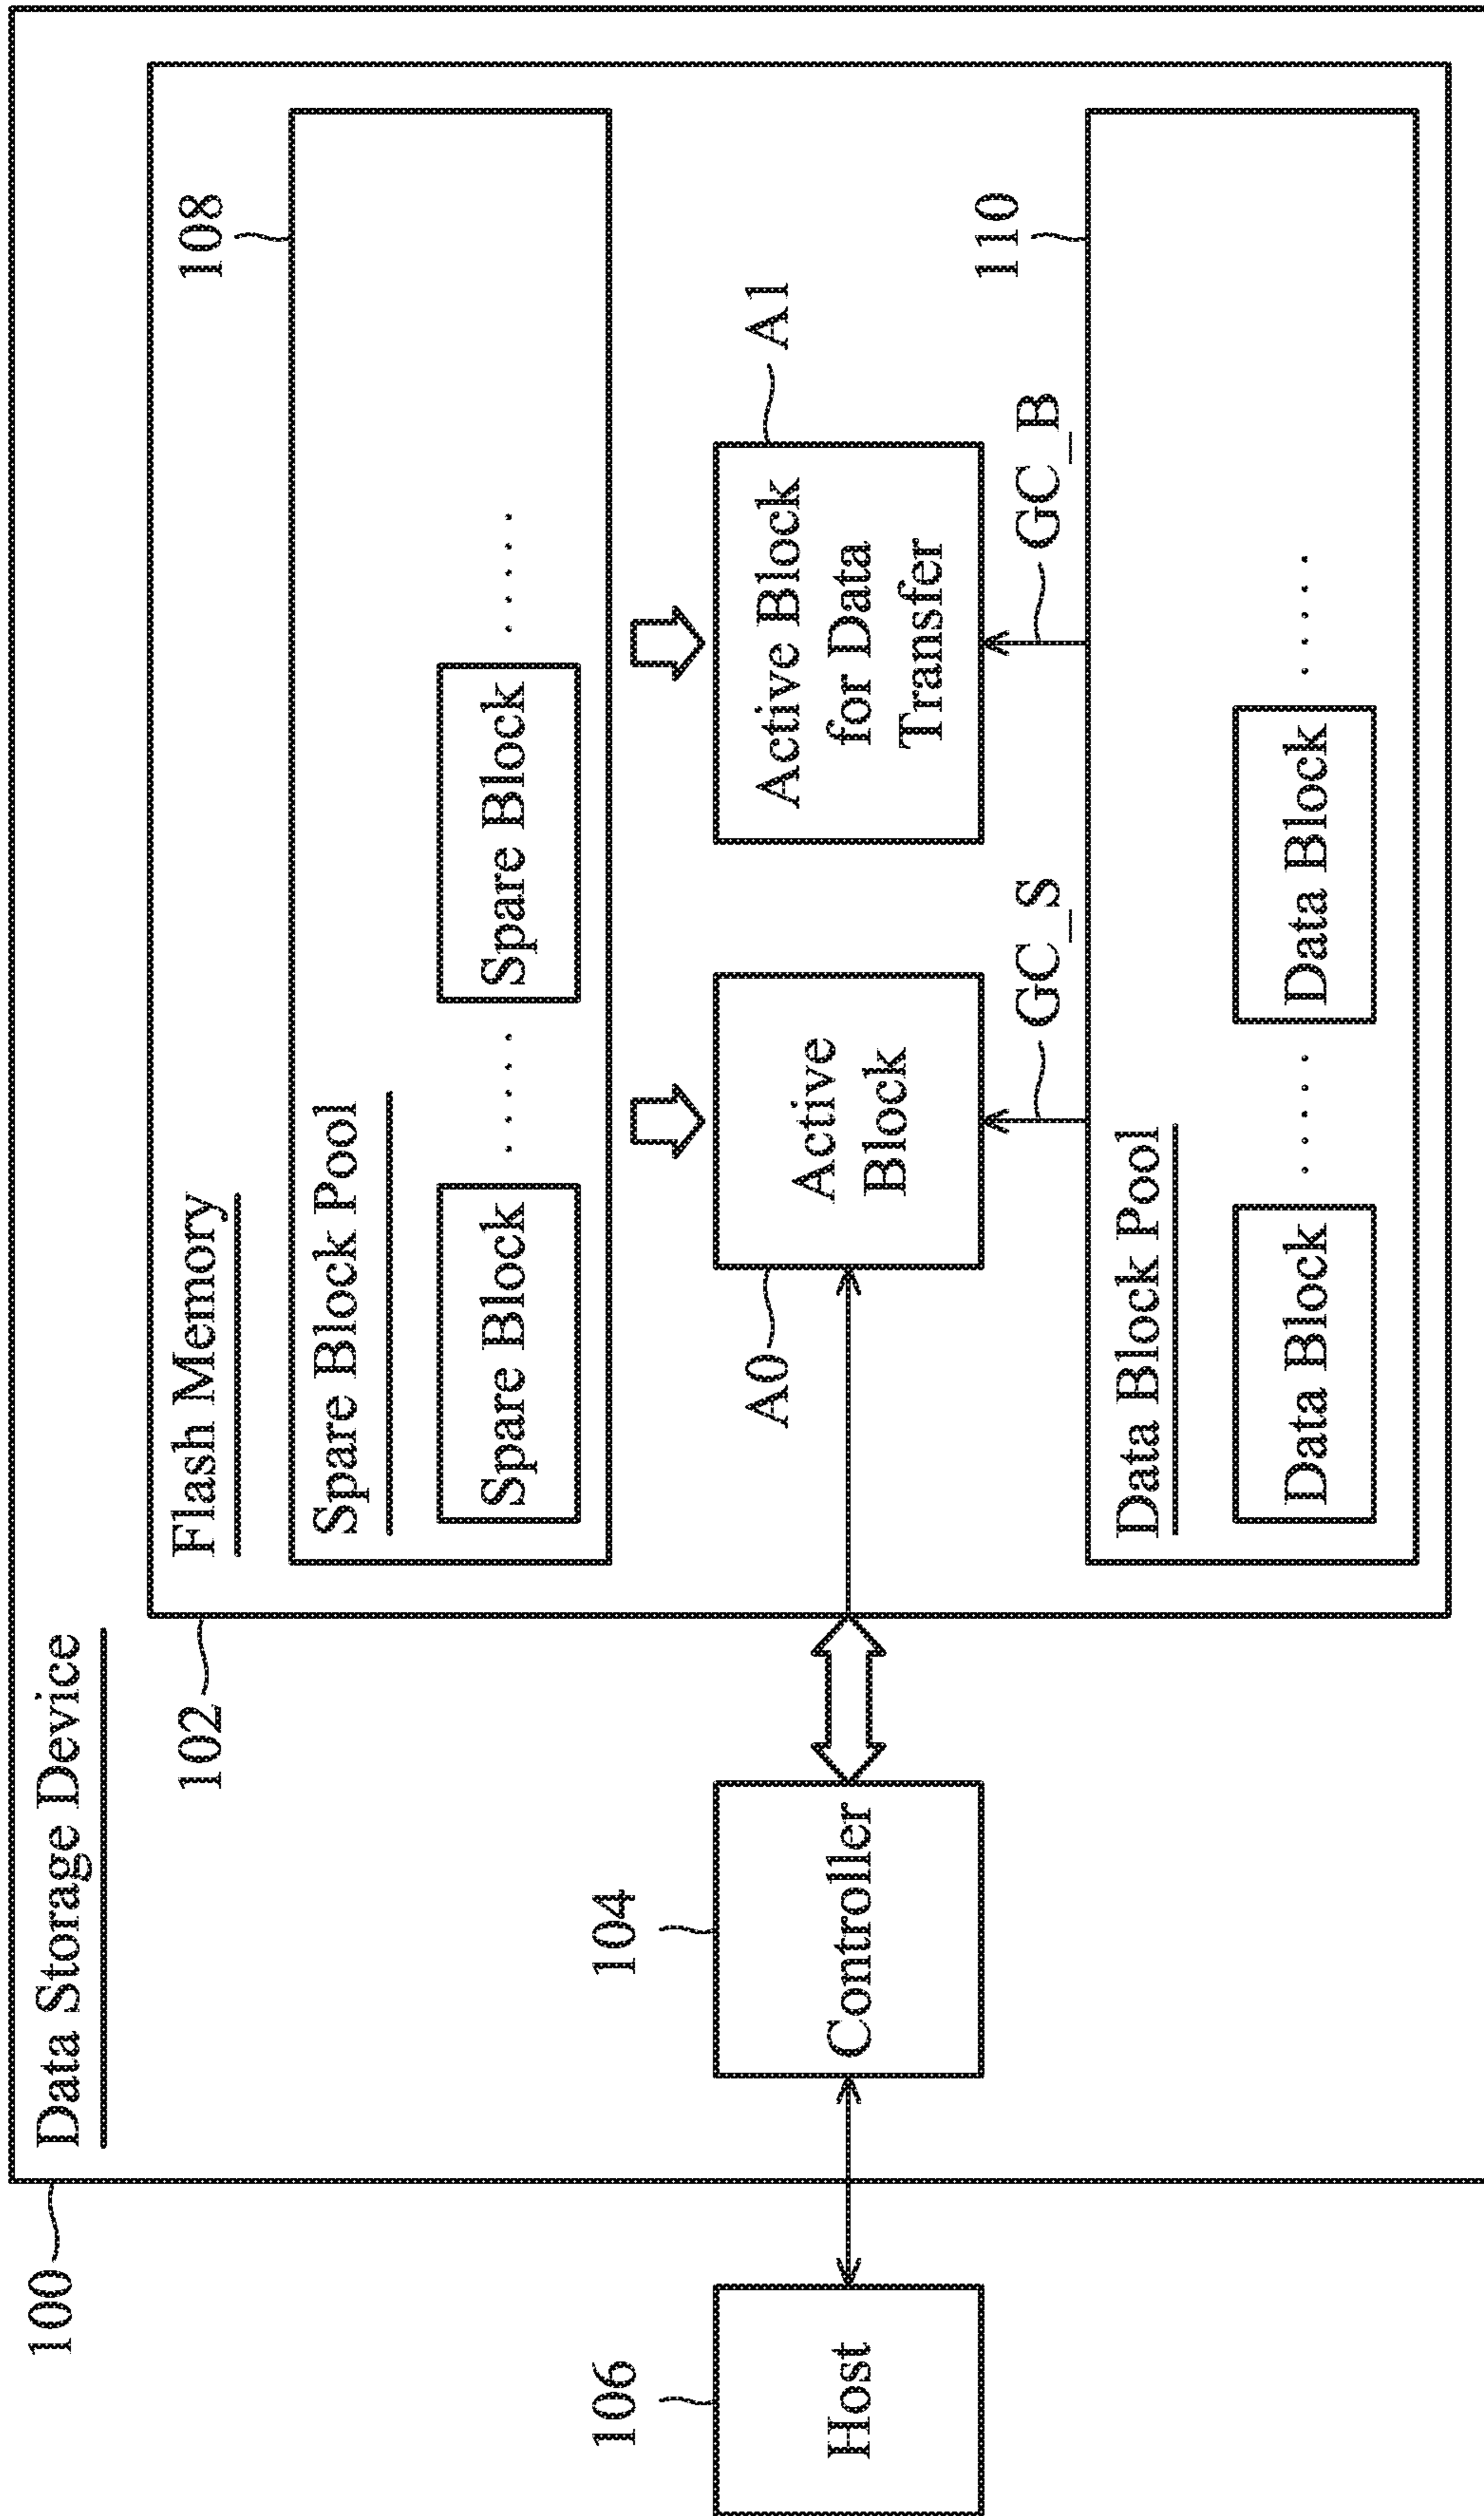 100
Data Storage Device
102
Flash Memory
108
Spare Block Pool
Spare Block
.....
Spare Block
.....
106
Host
104
Controller
A0
Active
Block
A1
Active Block
for Data
Transfer
GC_S
GC_B
110
Data Block Pool
Data Block
.....
Data Block
.....